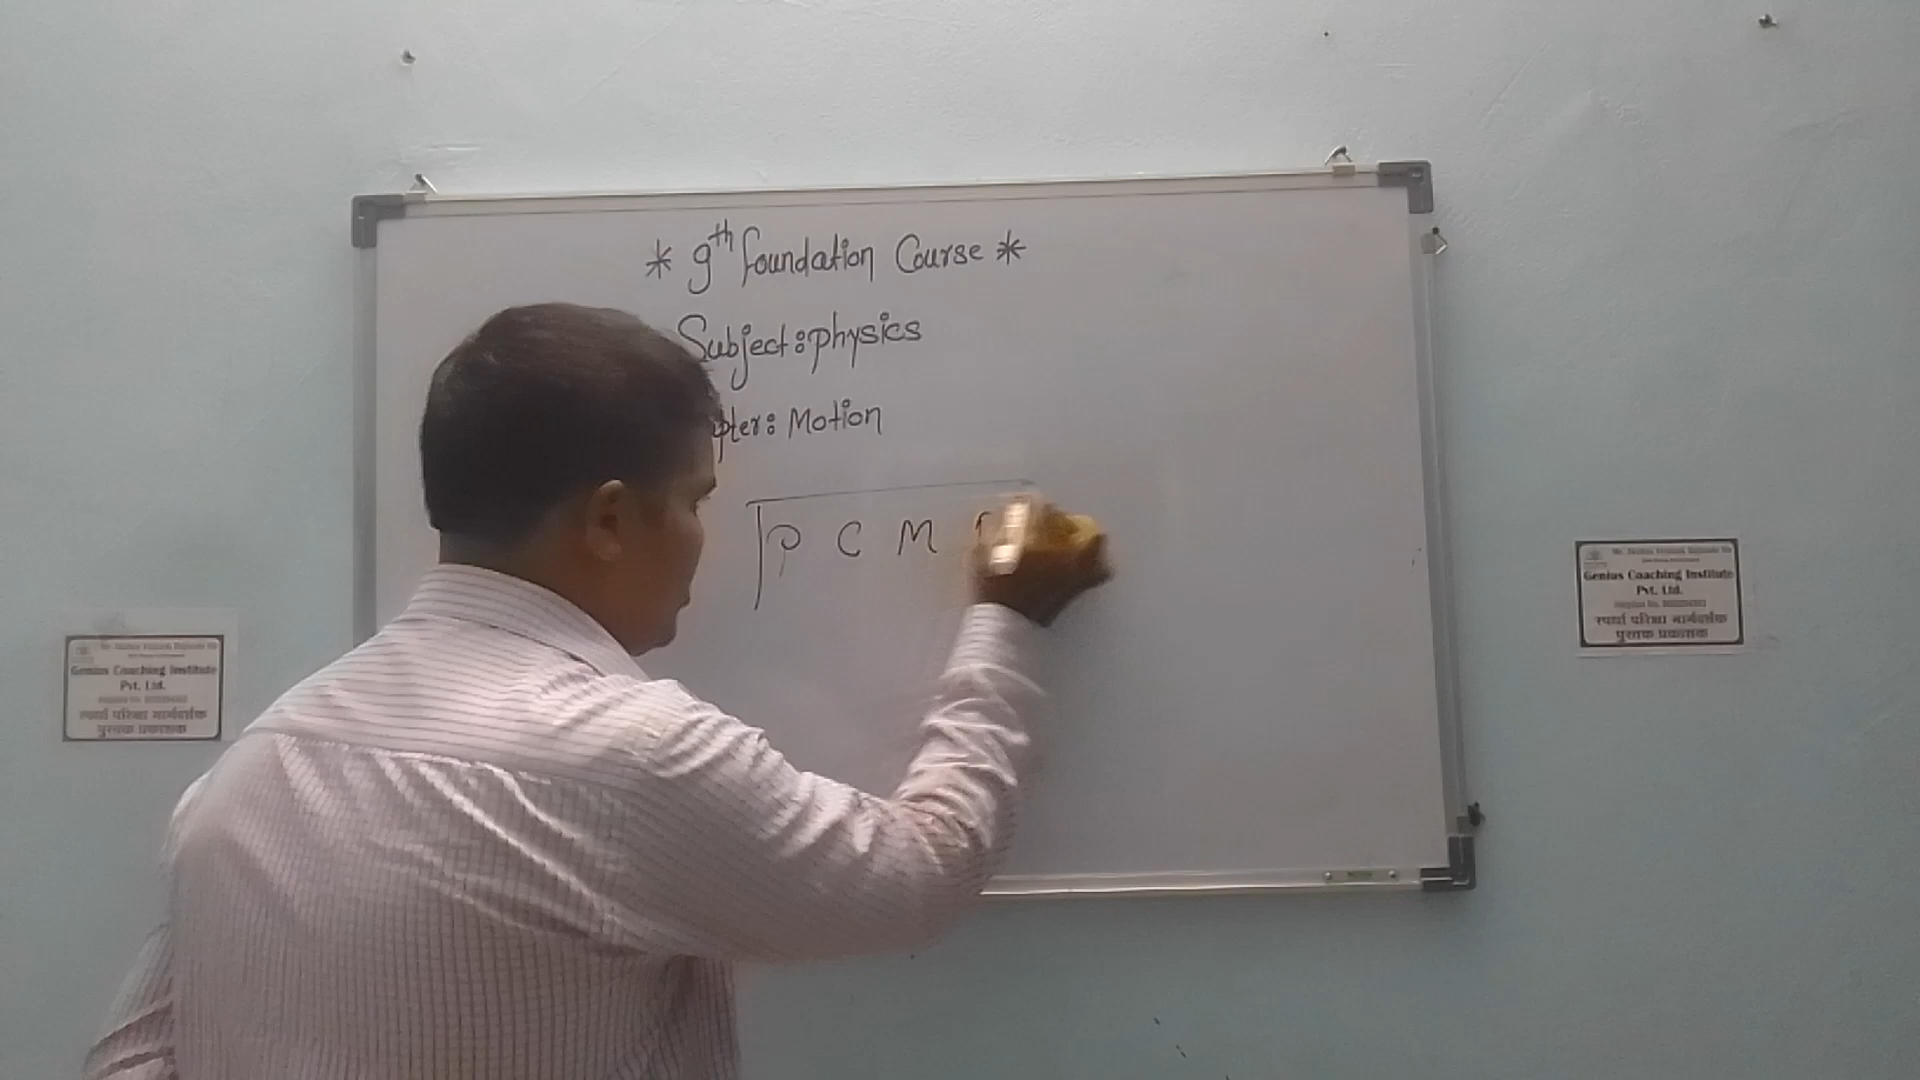 * 9th foundation Course *
Subject: physics
pter: Motion
P C M
Genius Coaching Institute
Pvt. Ltd.
स्पर्धा परिक्षा मार्गदर्शक
पुस्तक प्रकाशक
Genius Coaching Institute
Pvt. Ltd.
स्पर्धा परिक्षा मार्गदर्शक
पुस्तक प्रकाशक